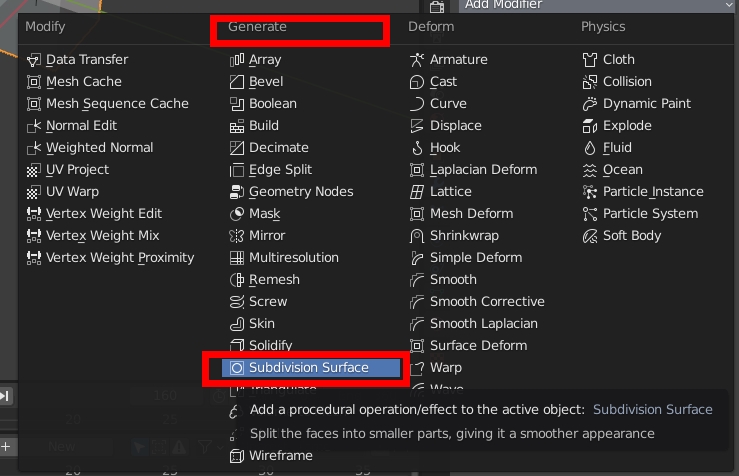 Add Modifier
Modify
Data Transfer
Mesh Cache
Mesh Sequence Cache
Normal Edit
Weighted Normal
UV Project
UV Warp
Vertex Weight Edit
Vertex Weight Mix
Vertex Weight Proximity
Generate
Array
Bevel
Boolean
Build
Decimate
Edge Split
Geometry Nodes
Mask
Mirror
Multiresolution
Remesh
Screw
Skin
Solidify
Subdivision Surface
Triangulate
Wireframe
Deform
Armature
Cast
Curve
Displace
Hook
Laplacian Deform
Lattice
Mesh Deform
Shrinkwrap
Simple Deform
Smooth
Smooth Corrective
Smooth Laplacian
Surface Deform
Warp
Wave
Physics
Cloth
Collision
Dynamic Paint
Explode
Fluid
Ocean
Particle Instance
Particle System
Soft Body
Add a procedural operation/effect to the active object: Subdivision Surface
Split the faces into smaller parts, giving it a smoother appearance
160
20 25
New
20 25 30 35